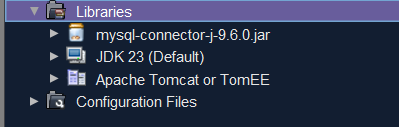 Libraries
mysql-connector-j-9.6.0.jar
JDK 23 (Default)
Apache Tomcat or TomEE
Configuration Files